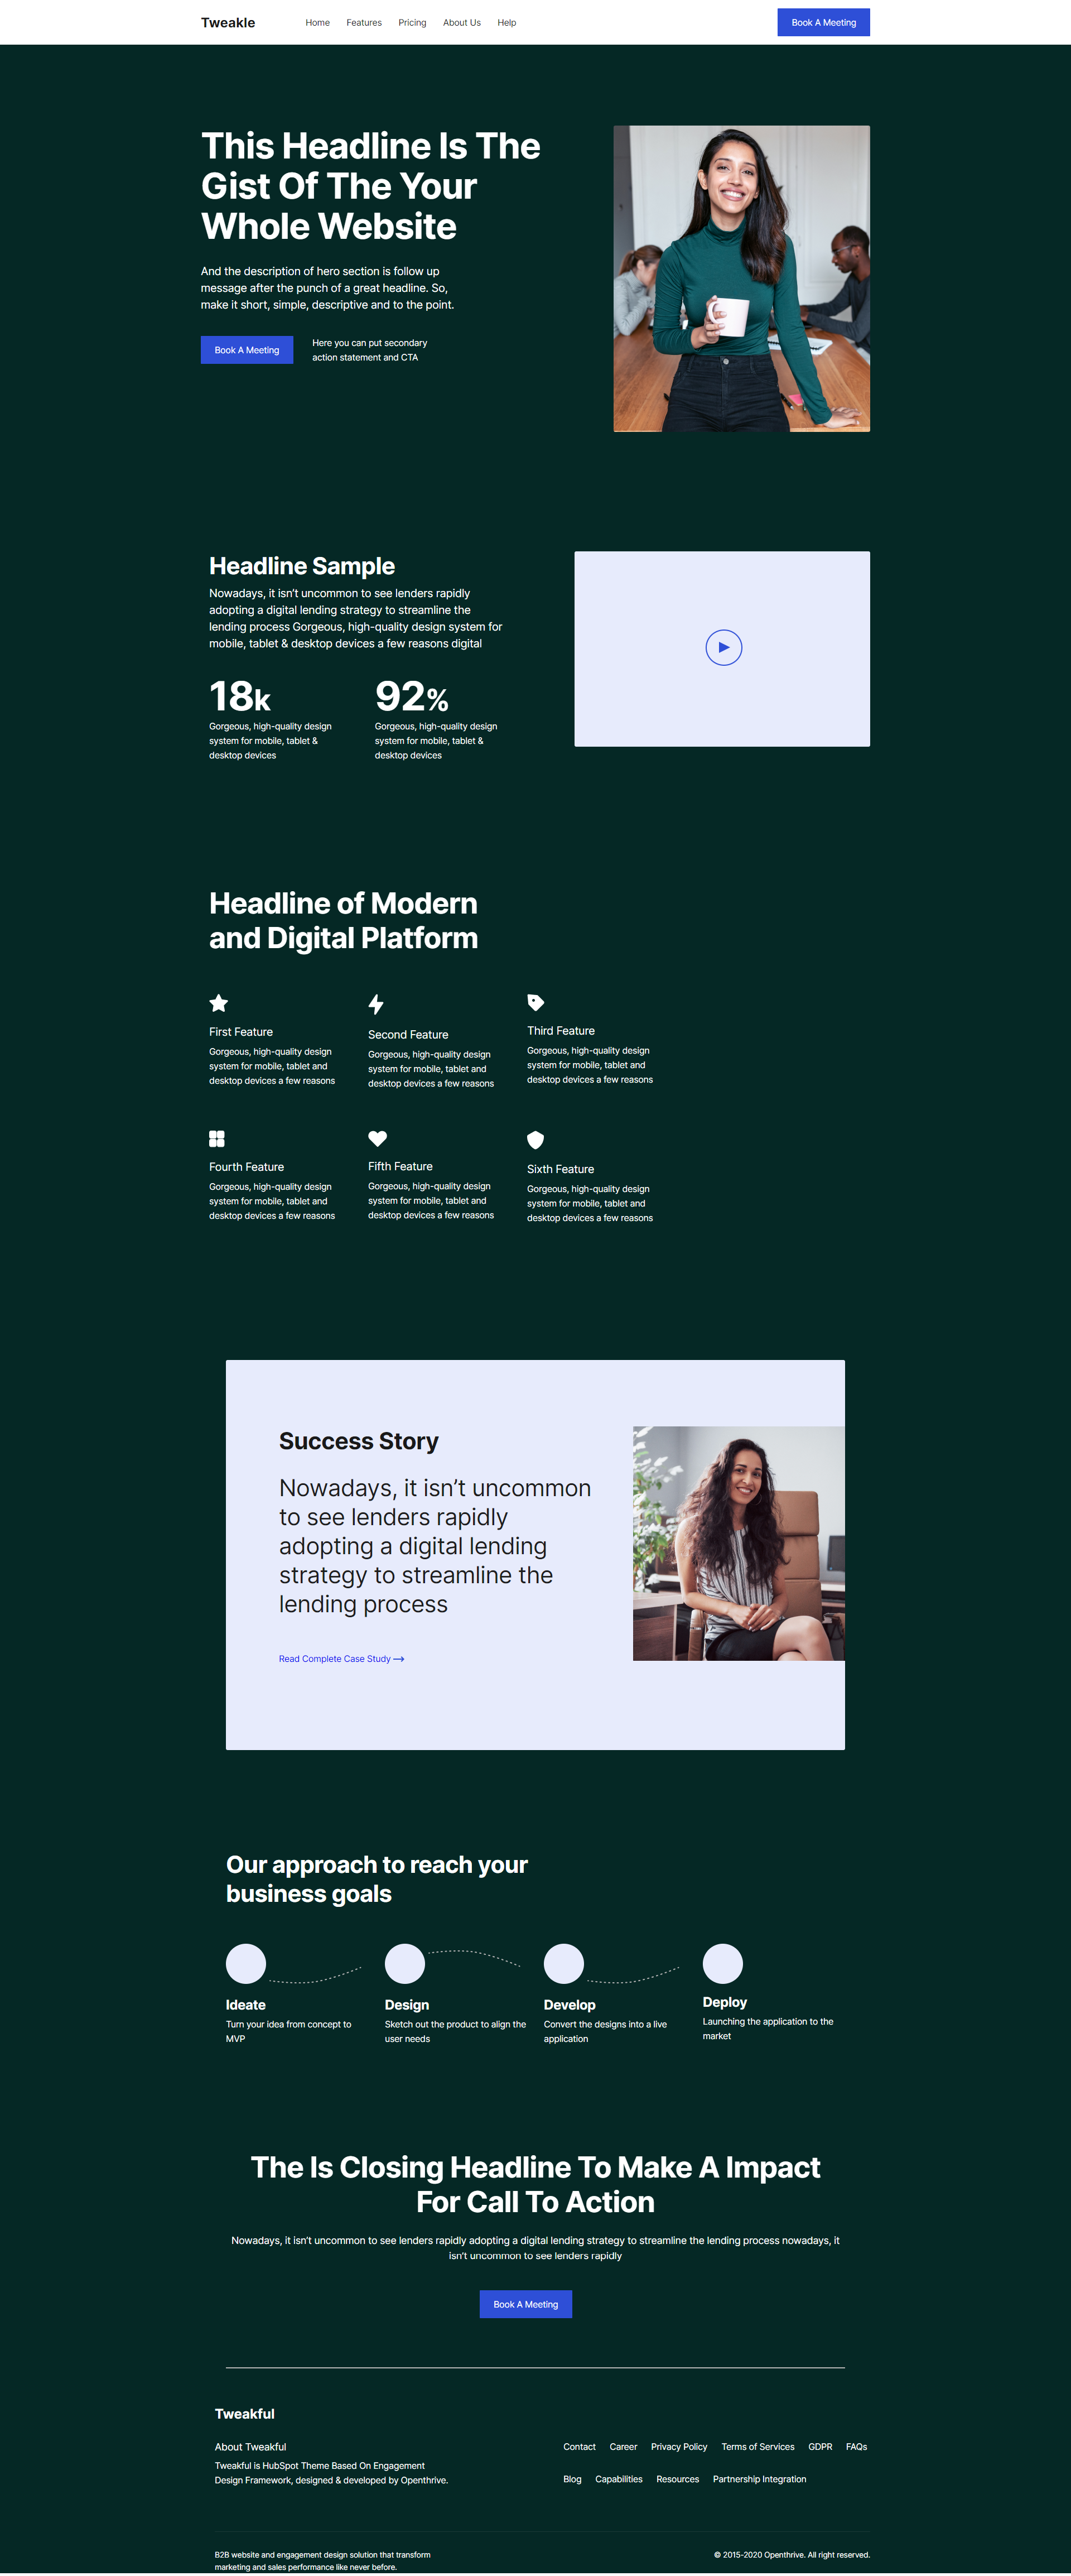 Tweakle
Home Features Pricing About Us Help
Book A Meeting
This Headline Is The
Gist Of The Your
Whole Website
And the description of hero section is follow up
message after the punch of a great headline. So,
make it short, simple, descriptive and to the point.
Book A Meeting
Here you can put secondary
action statement and CTA
Headline Sample
Nowadays, it isn’t uncommon to see lenders rapidly
adopting a digital lending strategy to streamline the
lending process Gorgeous, high-quality design system for
mobile, tablet & desktop devices a few reasons digital
18k
Gorgeous, high-quality design
system for mobile, tablet &
desktop devices
92%
Gorgeous, high-quality design
system for mobile, tablet &
desktop devices
Headline of Modern
and Digital Platform
First Feature
Gorgeous, high-quality design
system for mobile, tablet and
desktop devices a few reasons
Second Feature
Gorgeous, high-quality design
system for mobile, tablet and
desktop devices a few reasons
Third Feature
Gorgeous, high-quality design
system for mobile, tablet and
desktop devices a few reasons
Fourth Feature
Gorgeous, high-quality design
system for mobile, tablet and
desktop devices a few reasons
Fifth Feature
Gorgeous, high-quality design
system for mobile, tablet and
desktop devices a few reasons
Sixth Feature
Gorgeous, high-quality design
system for mobile, tablet and
desktop devices a few reasons
Success Story
Nowadays, it isn’t uncommon
to see lenders rapidly
adopting a digital lending
strategy to streamline the
lending process
Read Complete Case Study
Our approach to reach your
business goals
Ideate
Turn your idea from concept to
MVP
Design
Sketch out the product to align the
user needs
Develop
Convert the designs into a live
application
Deploy
Launching the application to the
market
The Is Closing Headline To Make A Impact
For Call To Action
Nowadays, it isn’t uncommon to see lenders rapidly adopting a digital lending strategy to streamline the lending process nowadays, it
isn’t uncommon to see lenders rapidly
Book A Meeting
Tweakful
About Tweakful
Tweakful is HubSpot Theme Based On Engagement
Design Framework, designed & developed by Openthrive.
Contact Career Privacy Policy Terms of Services GDPR FAQs
Blog Capabilities Resources Partnership Integration
B2B website and engagement design solution that transform
marketing and sales performance like never before.
© 2015-2020 Openthrive. All right reserved.